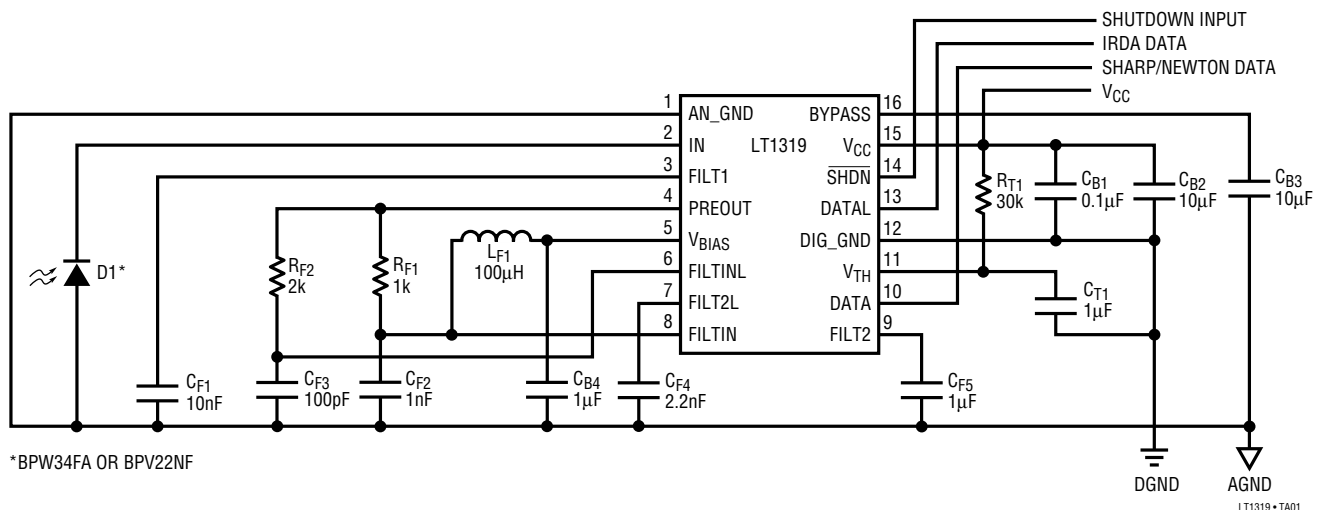 SHUTDOWN INPUT
IRDA DATA
SHARP/NEWTON DATA
VCC
1
AN_GND
BYPASS
16
2
IN
LT1319
VCC
15
3
FILT1
SHDN
14
4
PREOUT
DATAL
13
5
VBIAS
DIG_GND
12
6
FILTINL
VTH
11
7
FILT2L
DATA
10
8
FILTIN
FILT2
9
D1*
RF2
2k
RF1
1k
LF1
100µH
RT1
30k
CB1
0.1µF
CB2
10µF
CB3
10µF
CT1
1µF
CF1
10nF
CF3
100pF
CF2
1nF
CB4
1µF
CF4
2.2nF
CF5
1µF
*BPW34FA OR BPV22NF
DGND
AGND
LT1319 • TA01